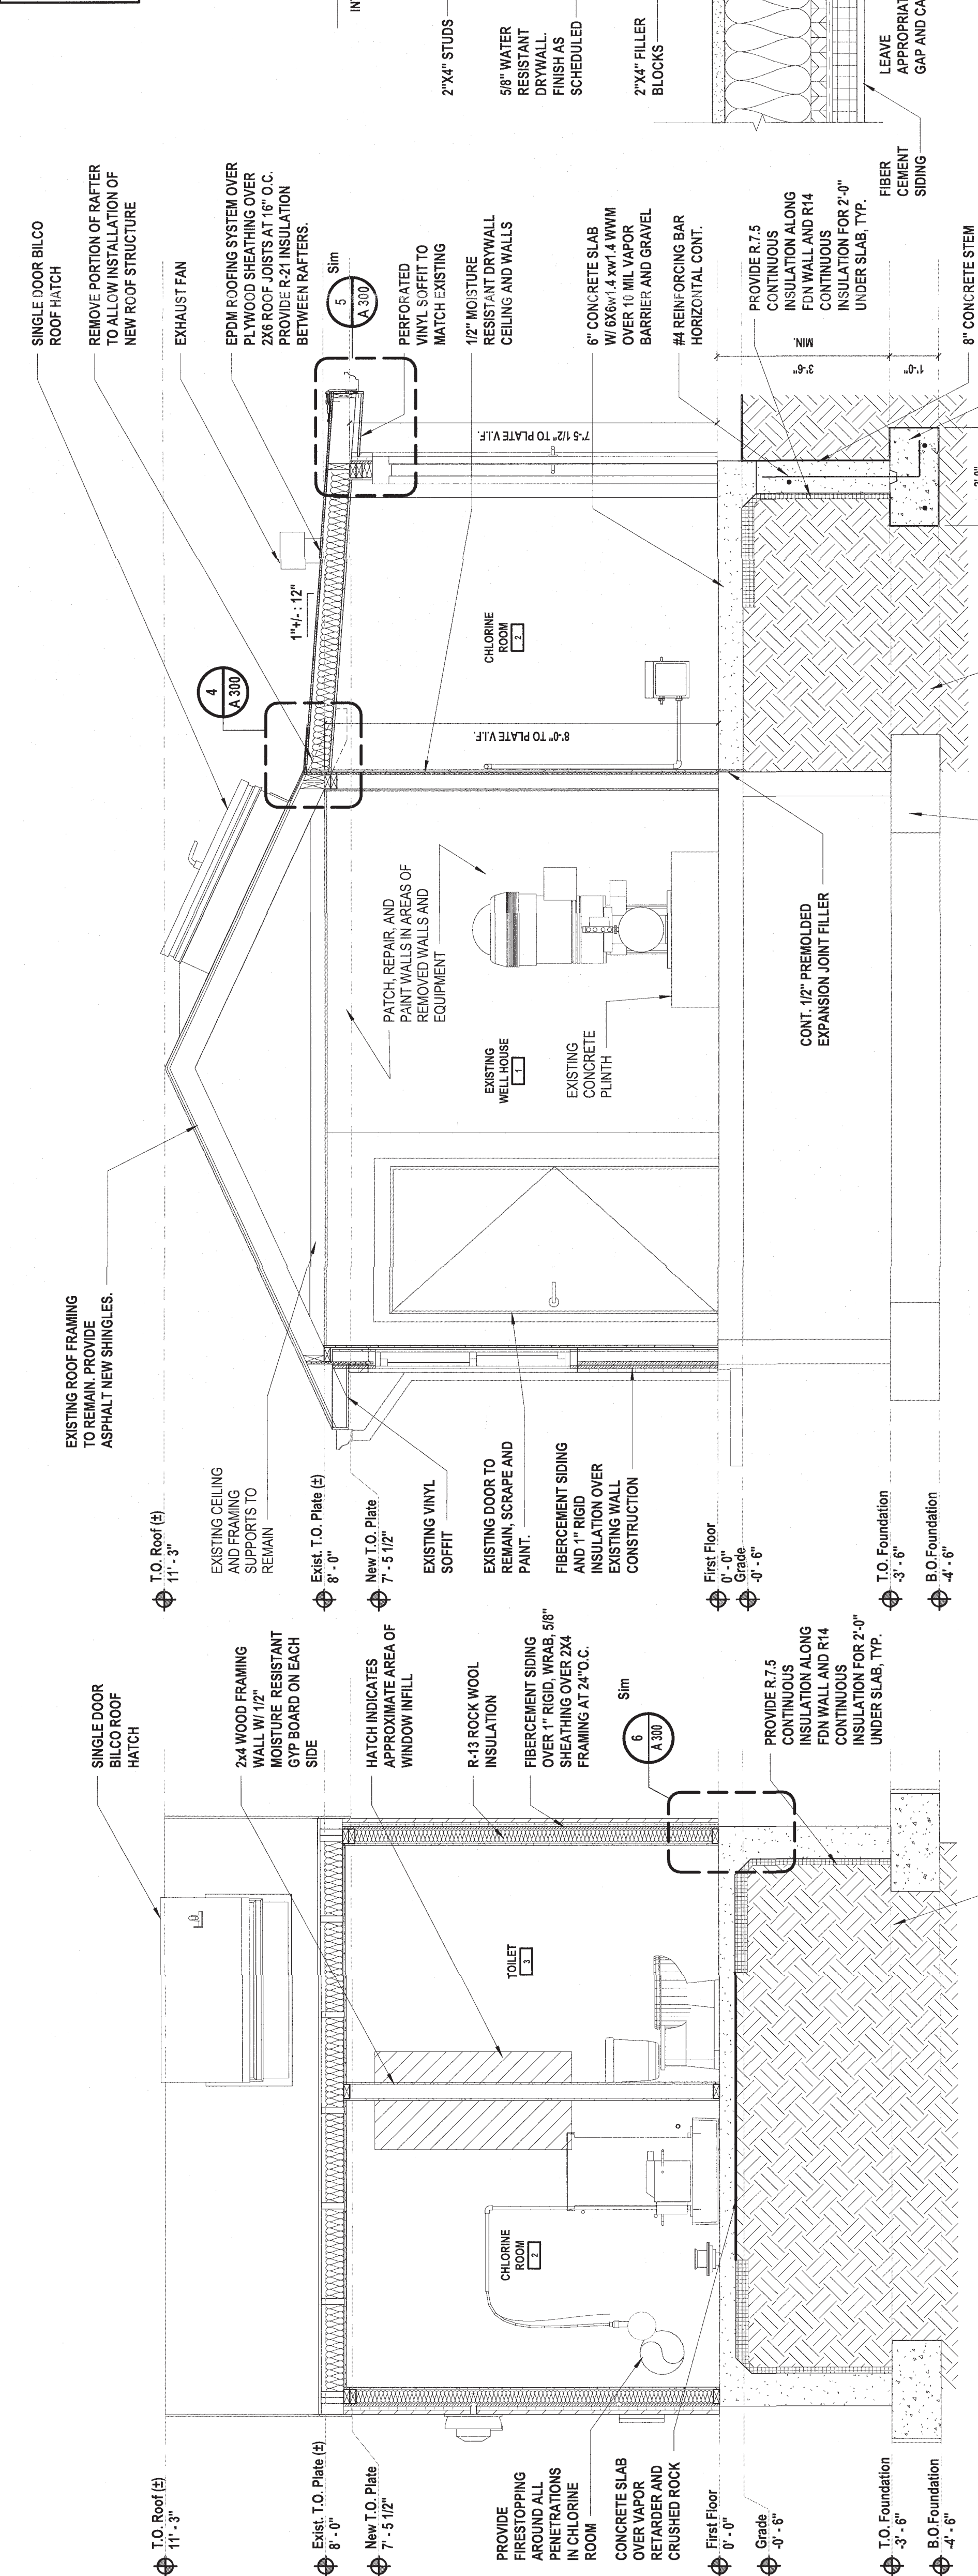 SINGLE DOOR BILCO
ROOF HATCH
REMOVE PORTION OF RAFTER
TO ALLOW INSTALLATION OF
NEW ROOF STRUCTURE
EXHAUST FAN
EPDM ROOFING SYSTEM OVER
PLYWOOD SHEATHING OVER
2X6 ROOF JOISTS AT 16" O.C.
PROVIDE R-21 INSULATION
BETWEEN RAFTERS.
5
A 300
Sim
PERFORATED
VINYL SOFFIT TO
MATCH EXISTING
1/2" MOISTURE
RESISTANT DRYWALL
CEILING AND WALLS
6" CONCRETE SLAB
W/ 6X6w1.4 xw1.4 WWM
OVER 10 MIL VAPOR
BARRIER AND GRAVEL
#4 REINFORCING BAR
HORIZONTAL CONT.
PROVIDE R.7.5
CONTINUOUS
INSULATION ALONG
FDN WALL AND R14
CONTINUOUS
INSULATION FOR 2'-0"
UNDER SLAB, TYP.
8" CONCRETE STEM
2"X4" STUDS
5/8" WATER
RESISTANT
DRYWALL.
FINISH AS
SCHEDULED
2"X4" FILLER
BLOCKS
FIBER
CEMENT
SIDING
LEAVE
APPROPRIAT
GAP AND CA
IN
4
A 300
1"+/- : 12"
7'-5 1/2" TO PLATE V.I.F.
8'-0" TO PLATE V.I.F.
3'-6"
MIN.
1'-0"
CHLORINE
ROOM
2
PATCH, REPAIR, AND
PAINT WALLS IN AREAS OF
REMOVED WALLS AND
EQUIPMENT
EXISTING
WELL HOUSE
1
EXISTING
CONCRETE
PLINTH
CONT. 1/2" PREMOLDED
EXPANSION JOINT FILLER
EXISTING ROOF FRAMING
TO REMAIN. PROVIDE
ASPHALT NEW SHINGLES.
EXISTING CEILING
AND FRAMING
SUPPORTS TO
REMAIN
EXISTING VINYL
SOFFIT
EXISTING DOOR TO
REMAIN, SCRAPE AND
PAINT.
FIBERCEMENT SIDING
AND 1" RIGID
INSULATION OVER
EXISTING WALL
CONSTRUCTION
T.O. Roof (±)
11' - 3"
Exist. T.O. Plate (±)
8' - 0"
New T.O. Plate
7' - 5 1/2"
First Floor
0' - 0"
Grade
-0' - 6"
T.O. Foundation
-3' - 6"
B.O.Foundation
-4' - 6"
SINGLE DOOR
BILCO ROOF
HATCH
2x4 WOOD FRAMING
WALL W/ 1/2"
MOISTURE RESISTANT
GYP BOARD ON EACH
SIDE
HATCH INDICATES
APPROXIMATE AREA OF
WINDOW INFILL
R-13 ROCK WOOL
INSULATION
FIBERCEMENT SIDING
OVER 1" RIGID, WRAB, 5/8"
SHEATHING OVER 2X4
FRAMING AT 24"O.C.
6
A 300
Sim
PROVIDE R.7.5
CONTINUOUS
INSULATION ALONG
FDN WALL AND R14
CONTINUOUS
INSULATION FOR 2'-0"
UNDER SLAB, TYP.
TOILET
3
CHLORINE
ROOM
2
PROVIDE
FIRESTOPPING
AROUND ALL
PENETRATIONS
IN CHLORINE
ROOM
CONCRETE SLAB
OVER VAPOR
RETARDER AND
CRUSHED ROCK
T.O. Roof (±)
11' - 3"
Exist. T.O. Plate (±)
8' - 0"
New T.O. Plate
7' - 5 1/2"
First Floor
0' - 0"
Grade
-0' - 6"
T.O. Foundation
-3' - 6"
B.O.Foundation
-4' - 6"